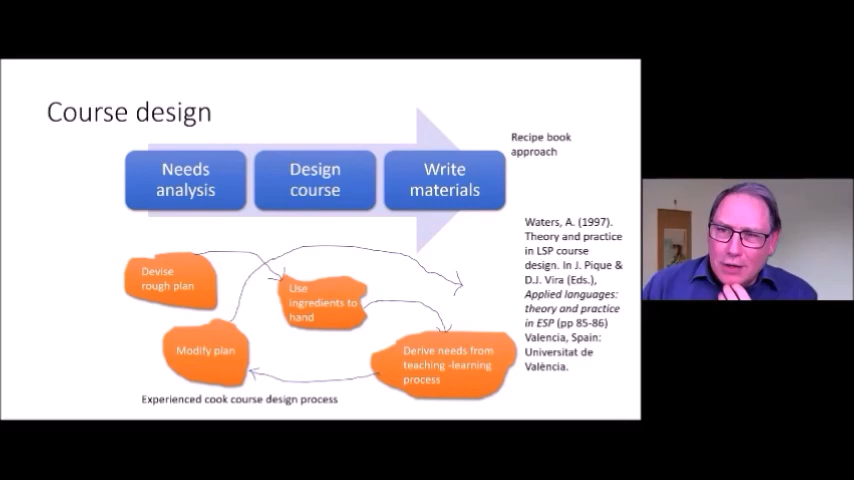 Course design
Needs
analysis
Design
course
Write
materials
Recipe book
approach
Devise
rough plan
Use
ingredients to
hand
Modify plan
Derive needs from
teaching -learning
process
Experienced cook course design process
Waters, A. (1997).
Theory and practice
in LSP course
design. In J. Pique &
D.J. Vira (Eds.),
Applied languages:
theory and practice
in ESP (pp 85-86)
Valencia, Spain:
Universitat de
València.